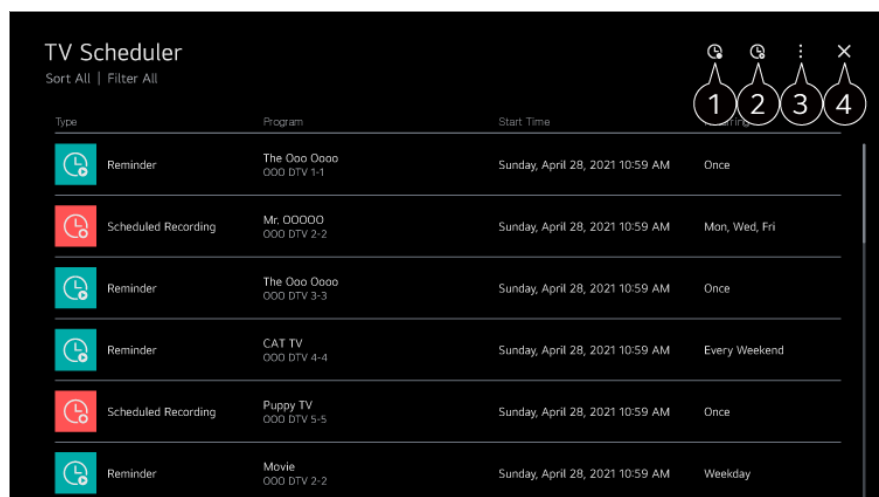 TV Scheduler
Sort All | Filter All
1 2 3 4
Type Program Start Time
Reminder The Ooo Oooo Sunday, April 28, 2021 10:59 AM Once
OOO DTV 1-1
Scheduled Recording Mr. OOOOO Sunday, April 28, 2021 10:59 AM Mon, Wed, Fri
OOO DTV 2-2
Reminder The Ooo Oooo Sunday, April 28, 2021 10:59 AM Once
OOO DTV 3-3
Reminder CAT TV Sunday, April 28, 2021 10:59 AM Every Weekend
OOO DTV 4-4
Scheduled Recording Puppy TV Sunday, April 28, 2021 10:59 AM Once
OOO DTV 5-5
Reminder Movie Sunday, April 28, 2021 10:59 AM Weekday
OOO DTV 2-2